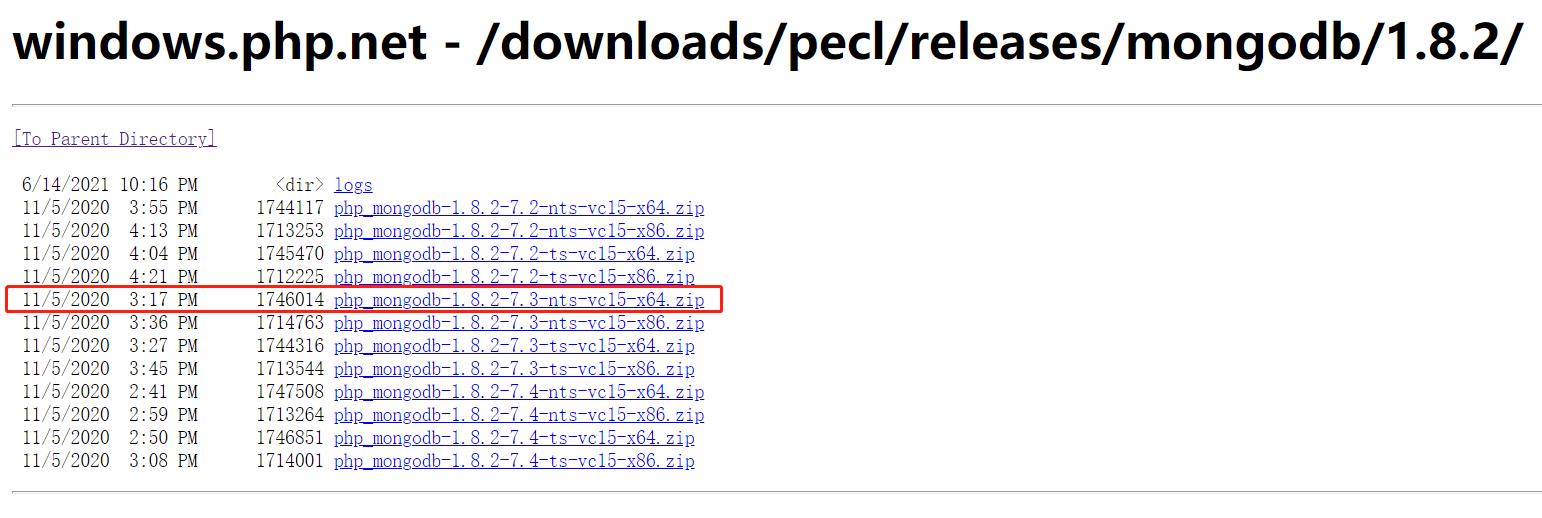 windows.php.net - /downloads/pecl/releases/mongodb/1.8.2/
[To Parent Directory]
6/14/2021 10:16 PM <dir> logs
11/5/2020 3:55 PM 1744117 php_mongodb-1.8.2-7.2-nts-vc15-x64.zip
11/5/2020 4:13 PM 1713253 php_mongodb-1.8.2-7.2-nts-vc15-x86.zip
11/5/2020 4:04 PM 1745470 php_mongodb-1.8.2-7.2-ts-vc15-x64.zip
11/5/2020 4:21 PM 1712225 php_mongodb-1.8.2-7.2-ts-vc15-x86.zip
11/5/2020 3:17 PM 1746014 php_mongodb-1.8.2-7.3-nts-vc15-x64.zip
11/5/2020 3:36 PM 1714763 php_mongodb-1.8.2-7.3-nts-vc15-x86.zip
11/5/2020 3:27 PM 1744316 php_mongodb-1.8.2-7.3-ts-vc15-x64.zip
11/5/2020 3:45 PM 1713544 php_mongodb-1.8.2-7.3-ts-vc15-x86.zip
11/5/2020 2:41 PM 1747508 php_mongodb-1.8.2-7.4-nts-vc15-x64.zip
11/5/2020 2:59 PM 1713264 php_mongodb-1.8.2-7.4-nts-vc15-x86.zip
11/5/2020 2:50 PM 1746851 php_mongodb-1.8.2-7.4-ts-vc15-x64.zip
11/5/2020 3:08 PM 1714001 php_mongodb-1.8.2-7.4-ts-vc15-x86.zip